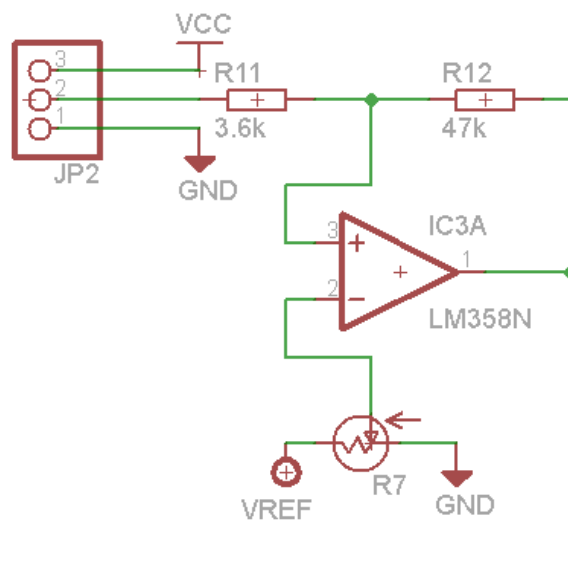 VCC
3
2
1
JP2
GND
R11
3.6k
R12
47k
3
+
2
−
1
IC3A
LM358N
R7
VREF
GND